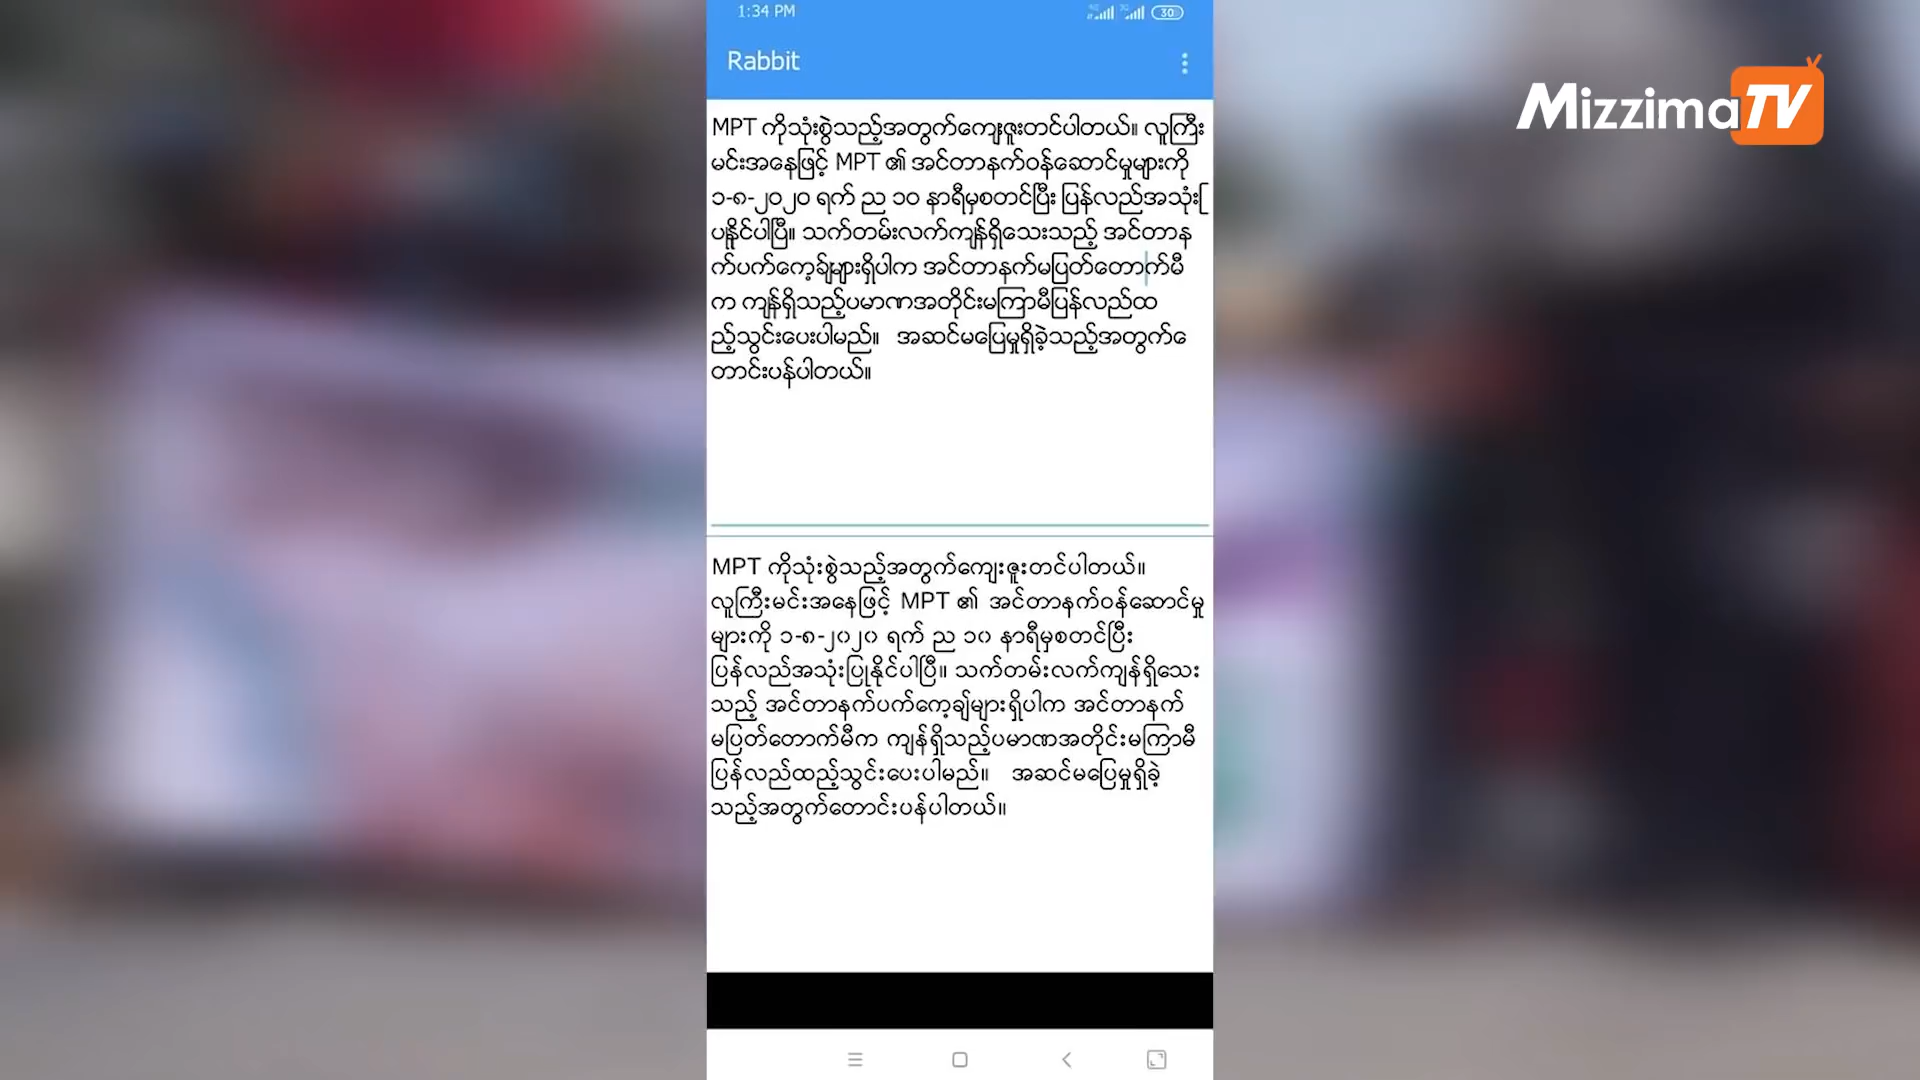 1:34 PM
30
Rabbit
MizzimaTV
MPT ကိုသုံးစွဲသည့်အတွက်ကျေးဇူးတင်ပါတယ်။ လူကြီး
မင်းအနေဖြင့် MPT ၏ အင်တာနက်ဝန်ဆောင်မှုများကို
၁-၈-၂၀၂၀ ရက် ည ၁၀ နာရီမှစတင်ပြီး ပြန်လည်အသုံးြ
ပုနိုင်ပါပြီ။ သက်တမ်းလက်ကျန်ရှိသေးသည့် အင်တာန
က်ပက်ကေ့ချ်များရှိပါက အင်တာနက်မပြတ်တောက်မီ
က ကျန်ရှိသည့်ပမာဏအတိုင်းမကြာမီပြန်လည်ထ
ည့်သွင်းပေးပါမည်။ အဆင်မပြေမှုရှိခဲ့သည့်အတွက်ေ
တာင်းပန်ပါတယ်။
MPT ကိုသုံးစွဲသည့်အတွက်ကျေးဇူးတင်ပါတယ်။
လူကြီးမင်းအနေဖြင့် MPT ၏ အင်တာနက်ဝန်ဆောင်မှု
များကို ၁-၈-၂၀၂၀ ရက် ည ၁၀ နာရီမှစတင်ပြီး
ပြန်လည်အသုံးပြုနိုင်ပါပြီ။ သက်တမ်းလက်ကျန်ရှိသေး
သည့် အင်တာနက်ပက်ကေ့ချ်များရှိပါက အင်တာနက်
မပြတ်တောက်မီက ကျန်ရှိသည့်ပမာဏအတိုင်းမကြာမီ
ပြန်လည်ထည့်သွင်းပေးပါမည်။ အဆင်မပြေမှုရှိခဲ့
သည့်အတွက်တောင်းပန်ပါတယ်။